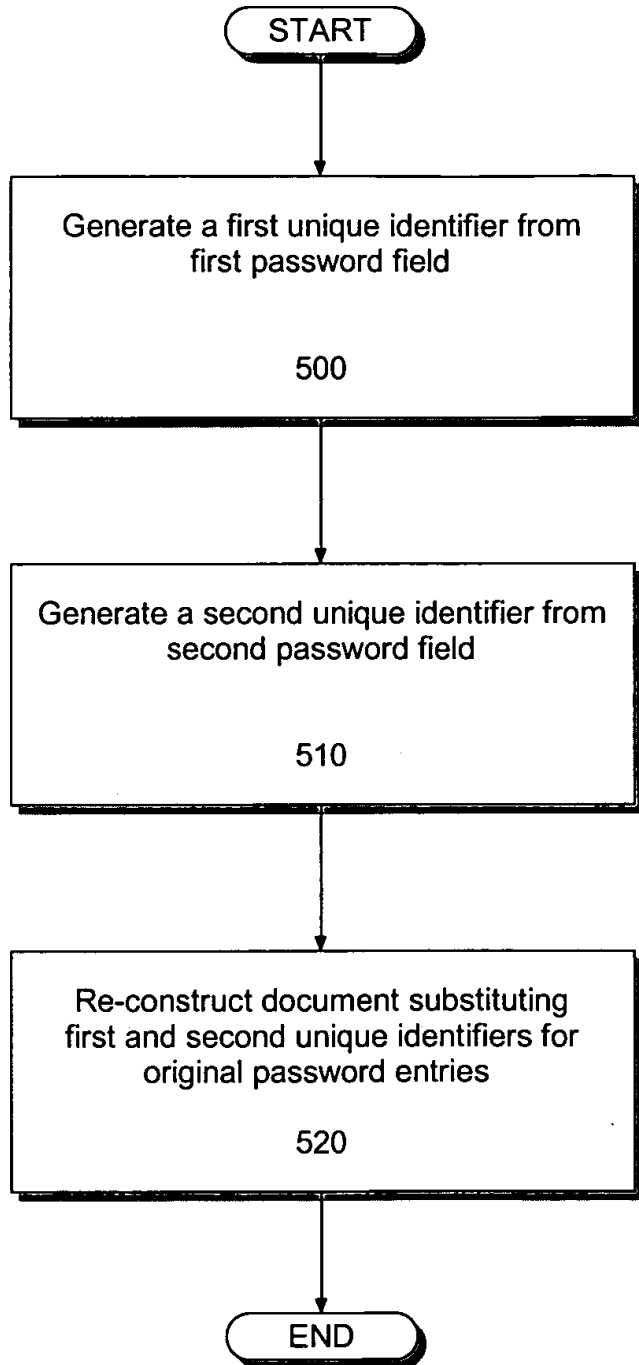 START
Generate a first unique identifier from
first password field
500
Generate a second unique identifier from
second password field
510
Re-construct document substituting
first and second unique identifiers for
original password entries
520
END